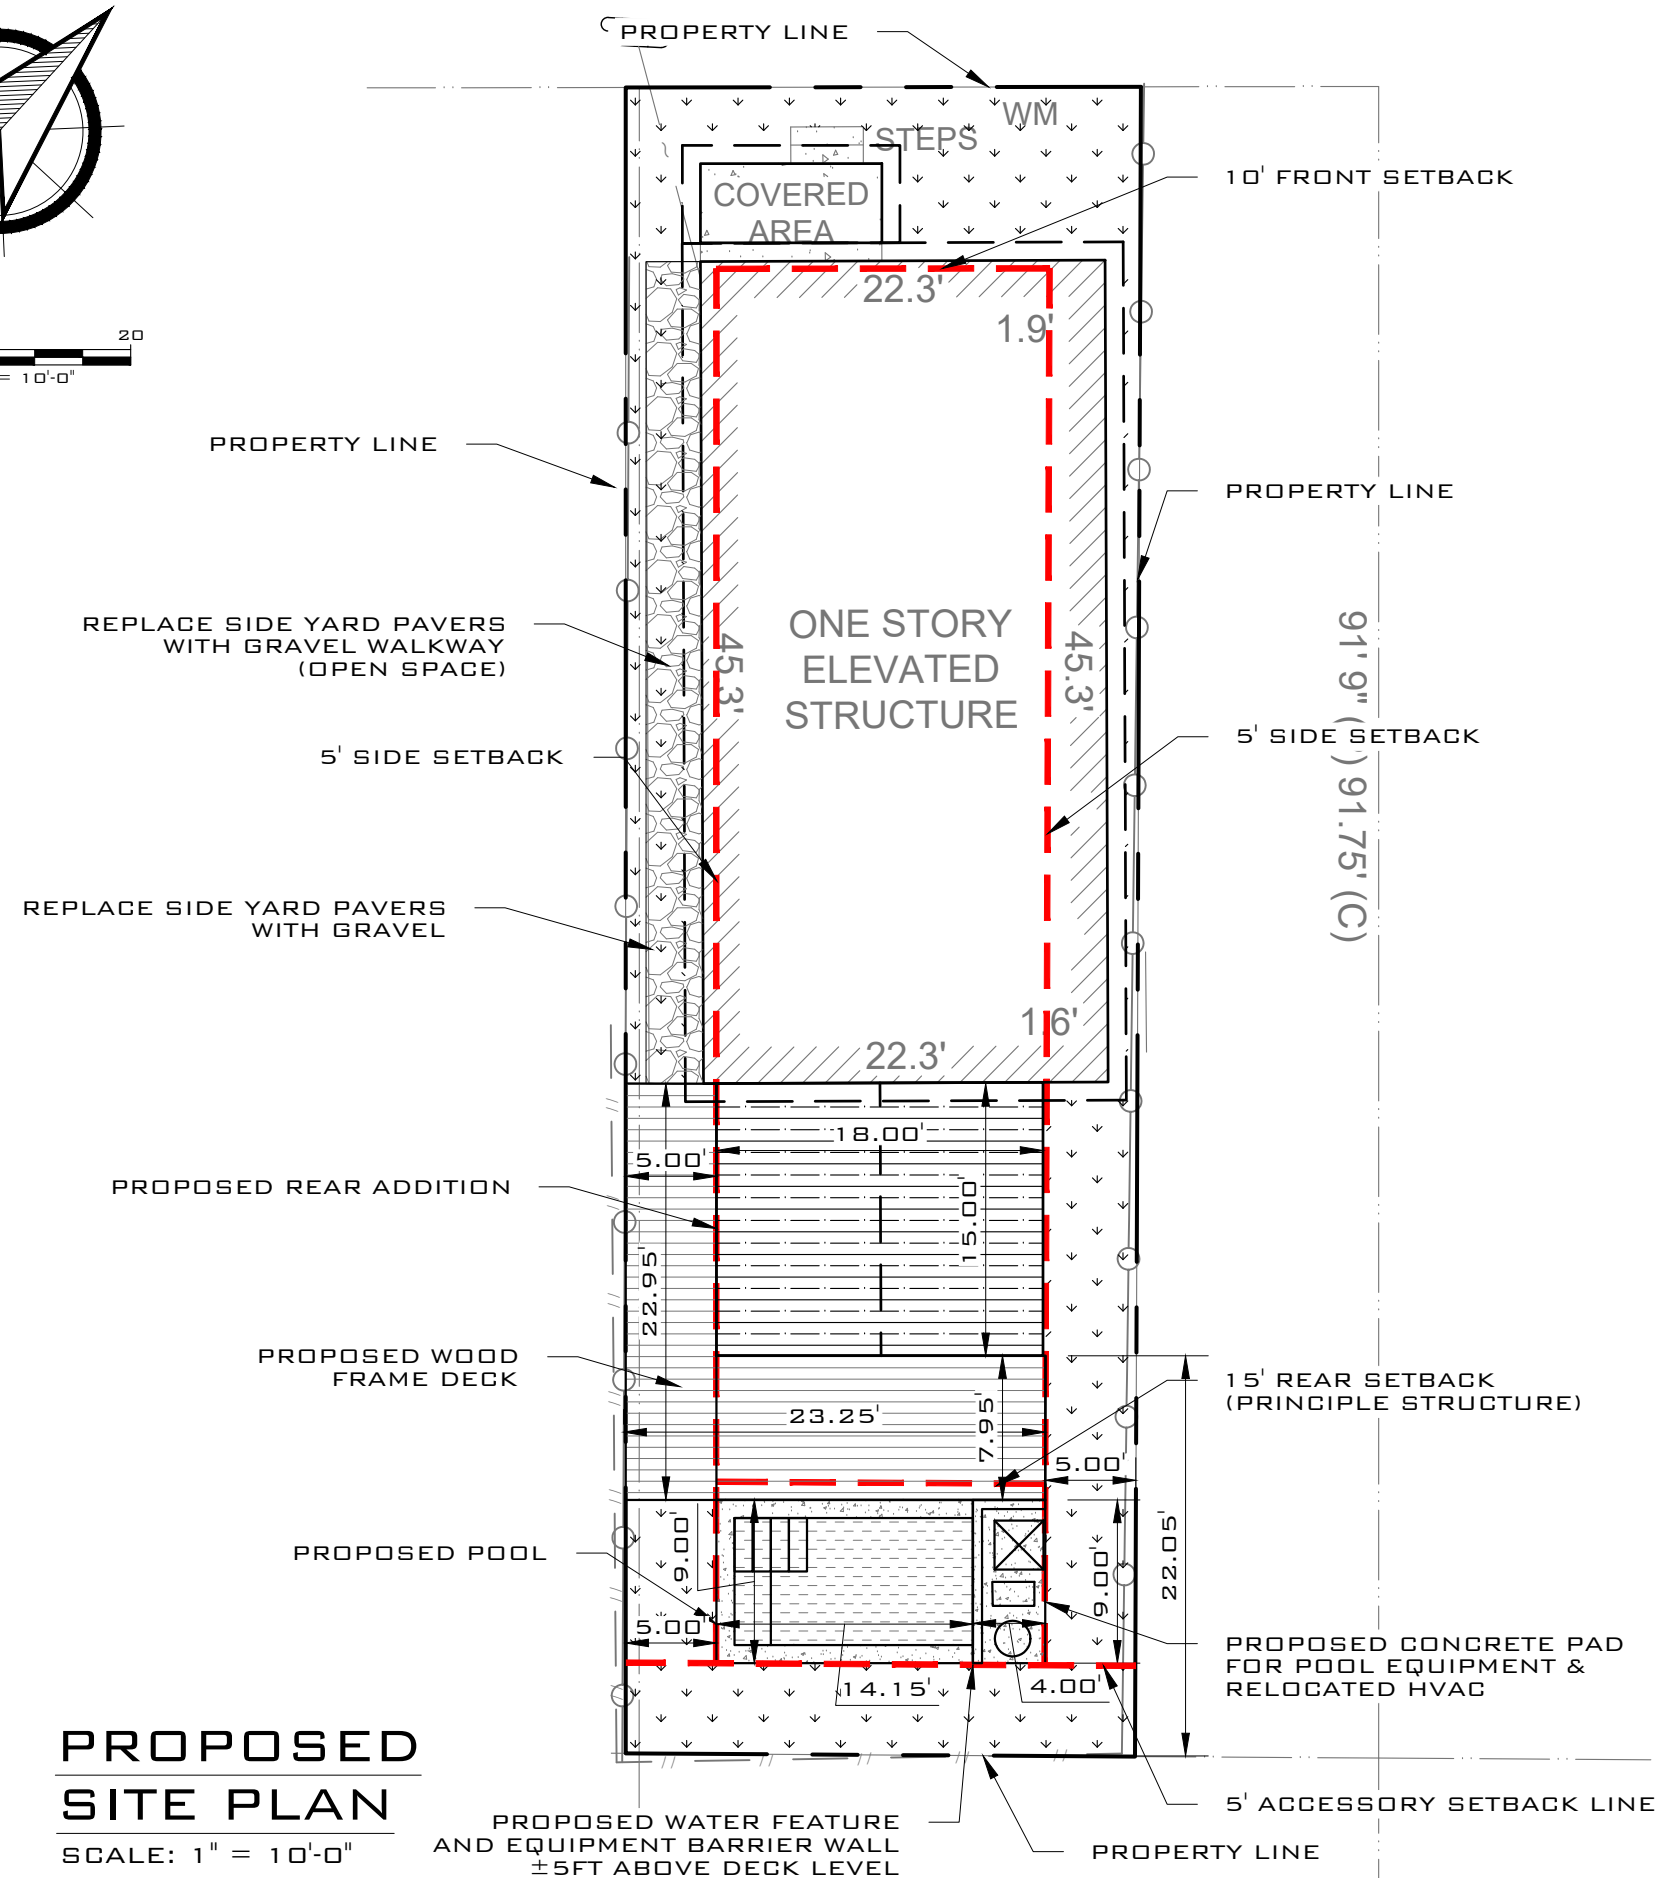 PROPERTY LINE
WM
STEPS
10' FRONT SETBACK
COVERED
AREA
22.3'
1.9'
20
= 10'-0"
PROPERTY LINE
PROPERTY LINE
REPLACE SIDE YARD PAVERS
WITH GRAVEL WALKWAY
(OPEN SPACE)
ONE STORY
ELEVATED
STRUCTURE
45.3'
45.3'
91' 9" ( ) 91.75' (C)
5' SIDE SETBACK
5' SIDE SETBACK
REPLACE SIDE YARD PAVERS
WITH GRAVEL
1.6'
22.3'
18.00'
5.00'
PROPOSED REAR ADDITION
15.00'
22.95'
PROPOSED WOOD
FRAME DECK
15' REAR SETBACK
(PRINCIPLE STRUCTURE)
23.25'
7.95'
5.00'
PROPOSED POOL
9.00'
9.00'
22.05'
5.00'
PROPOSED CONCRETE PAD
FOR POOL EQUIPMENT &
RELOCATED HVAC
14.15'
4.00'
PROPOSED
SITE PLAN
SCALE: 1" = 10'-0"
PROPOSED WATER FEATURE
AND EQUIPMENT BARRIER WALL
±5FT ABOVE DECK LEVEL
5' ACCESSORY SETBACK LINE
PROPERTY LINE